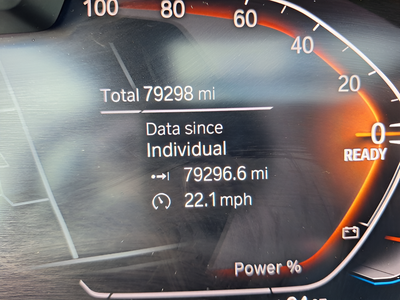 100 80 60
40
20
Total 79298 mi
Data since
Individual
0
READY
79296.6 mi
22.1 mph
Power %